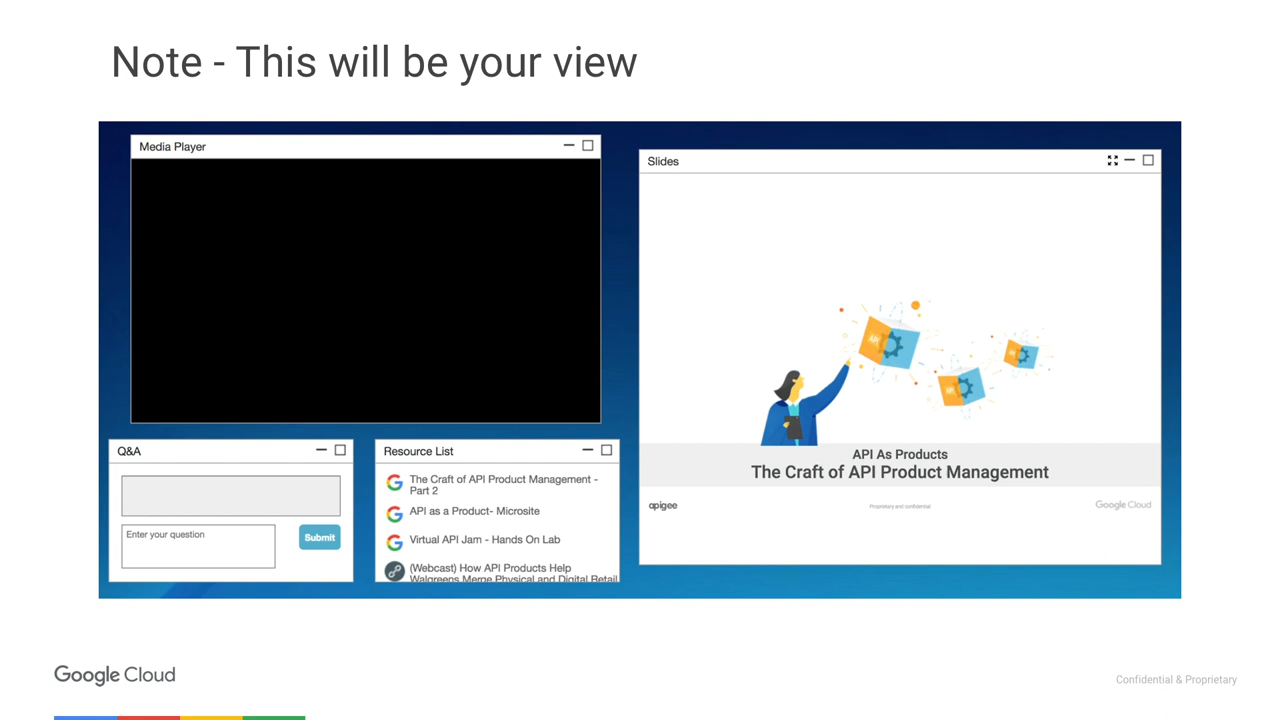 Note - This will be your view
Media Player
Slides
API As Products
The Craft of API Product Management
apigee
Proprietary and confidential
Google Cloud
Q&A
Enter your question
Submit
Resource List
The Craft of API Product Management -
Part 2
API as a Product- Microsite
Virtual API Jam - Hands On Lab
(Webcast) How API Products Help
Walgreens Merge Physical and Digital Retail
Google Cloud
Confidential & Proprietary